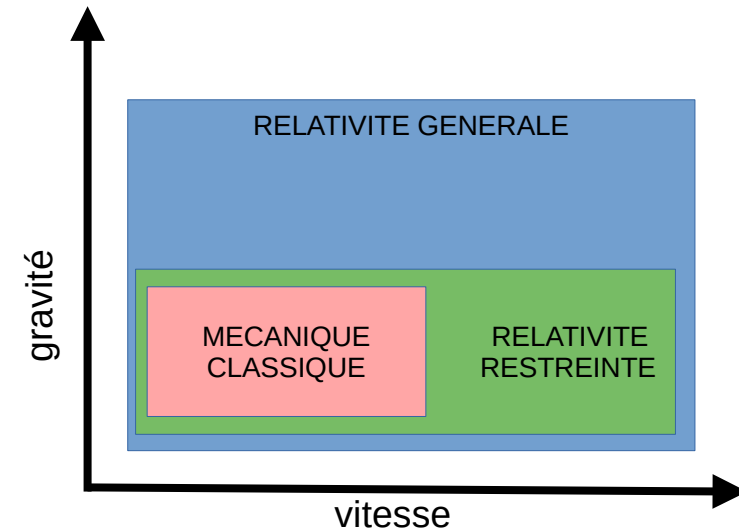 RELATIVITE GENERALE
gravité
MECANIQUE
CLASSIQUE
RELATIVITE
RESTREINTE
vitesse